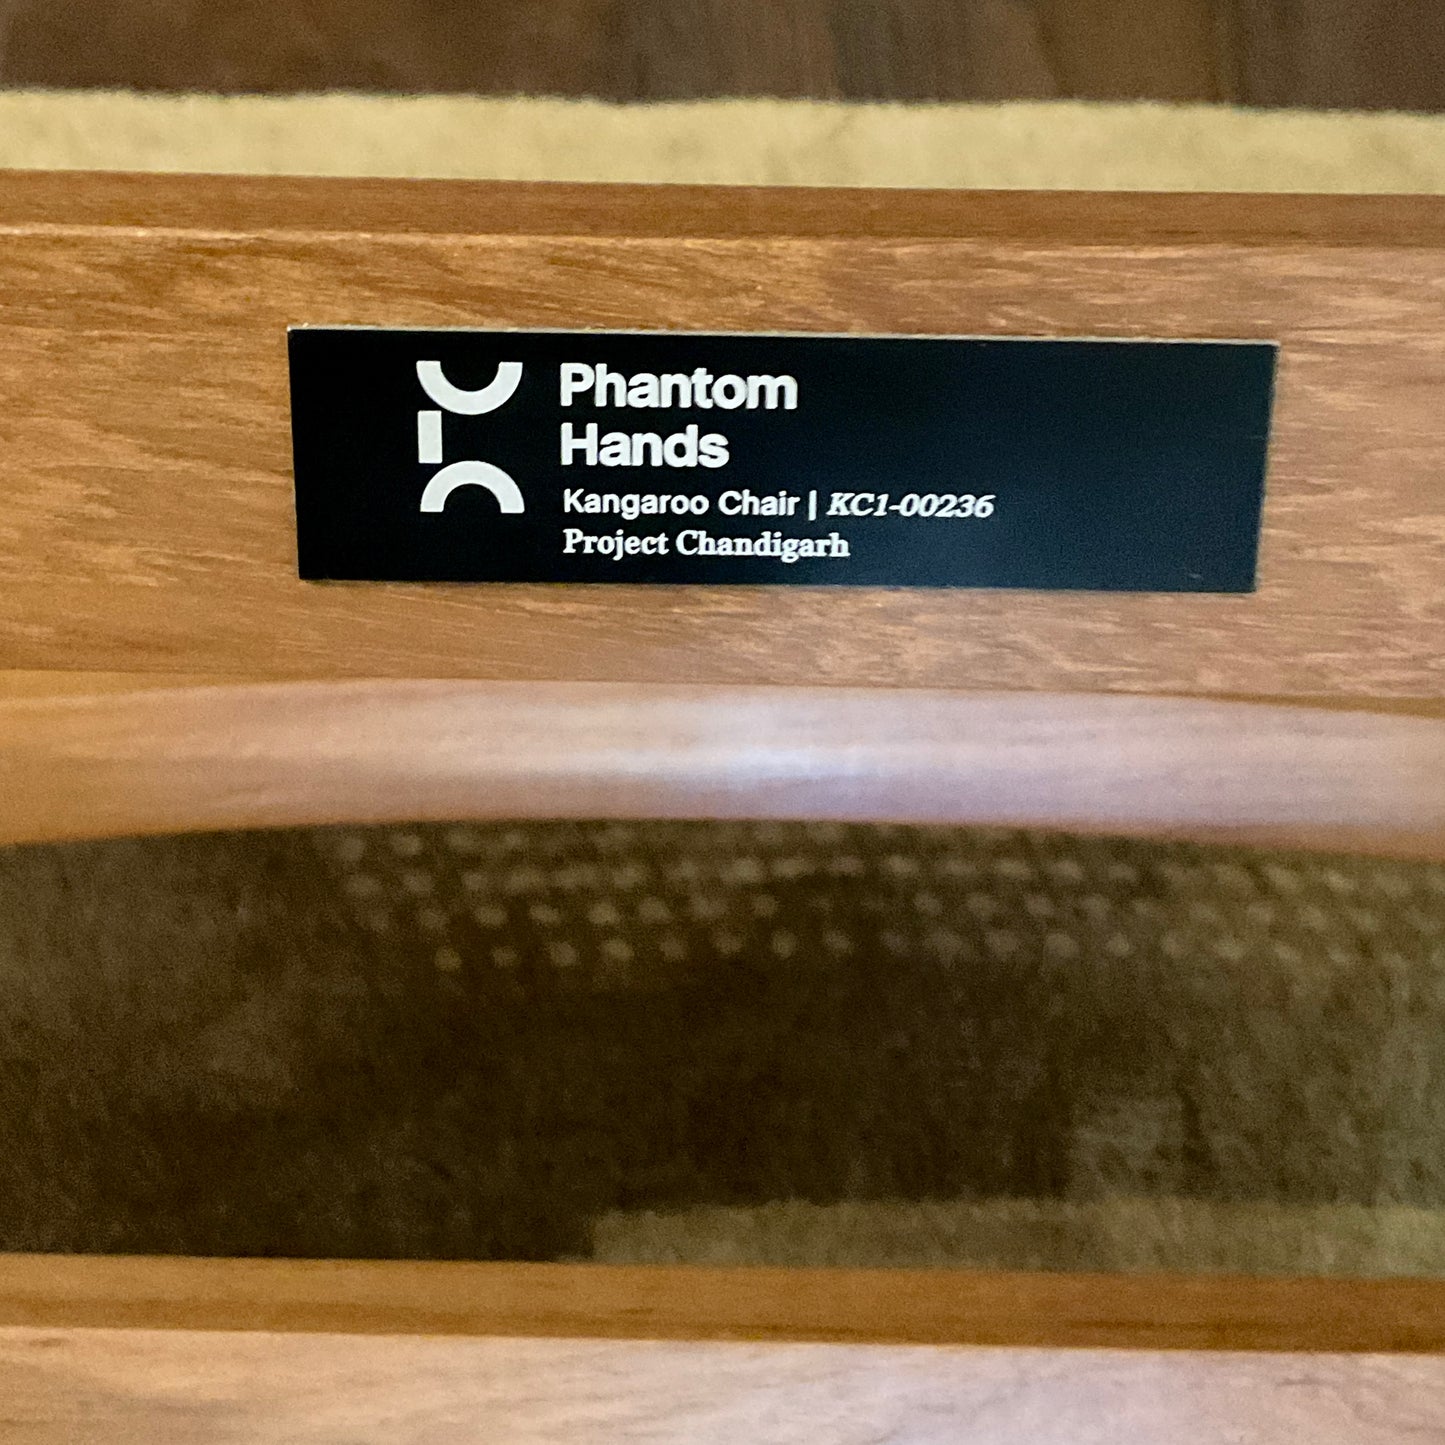 Phantom
Hands
Kangaroo Chair | KC1-00236
Project Chandigarh